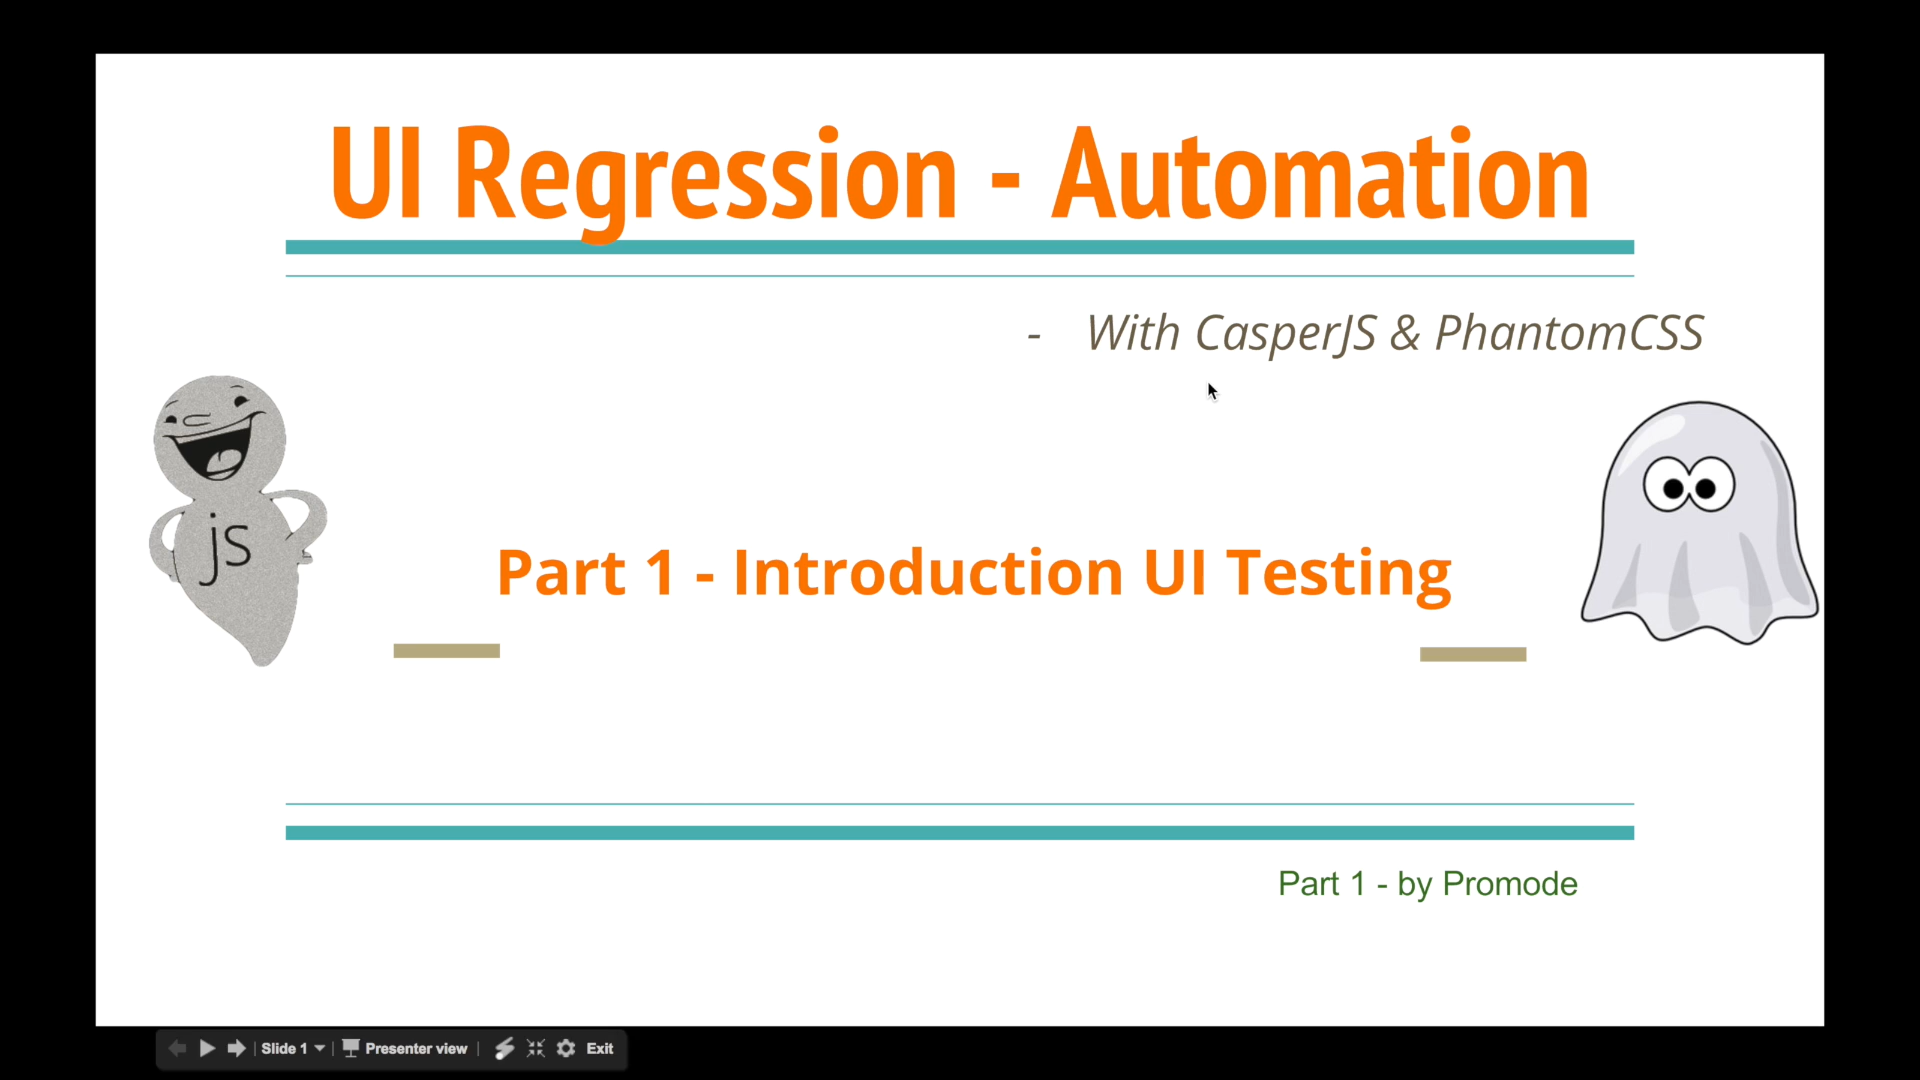 UI Regression - Automation
- With CasperJS & PhantomCSS
js
Part 1 - Introduction UI Testing
Part 1 - by Promode
Slide 1 Presenter view Exit